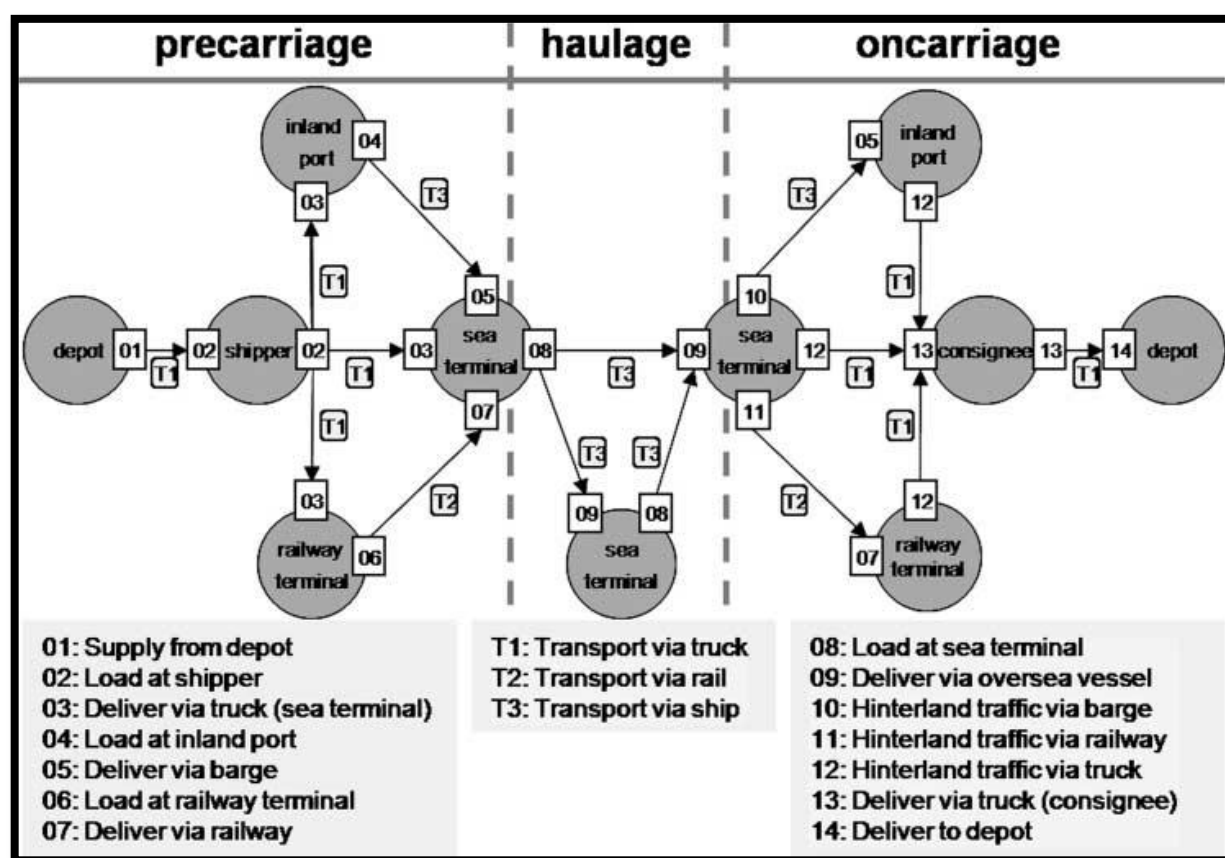 precarriage
haulage
oncarriage
inland
port
04
03
T3
T1
depot
01
T1
02
shipper
02
T1
03
05
sea
terminal
07
08
T1
03
railway
terminal
06
T2
T3
T3
T3
09
08
sea
terminal
09
10
sea
terminal
12
11
T3
05
inland
port
12
T1
T1
13
consignee
13
T1
14
depot
T1
T2
12
07
railway
terminal
01: Supply from depot
02: Load at shipper
03: Deliver via truck (sea terminal)
04: Load at inland port
05: Deliver via barge
06: Load at railway terminal
07: Deliver via railway
T1: Transport via truck
T2: Transport via rail
T3: Transport via ship
08: Load at sea terminal
09: Deliver via oversea vessel
10: Hinterland traffic via barge
11: Hinterland traffic via railway
12: Hinterland traffic via truck
13: Deliver via truck (consignee)
14: Deliver to depot